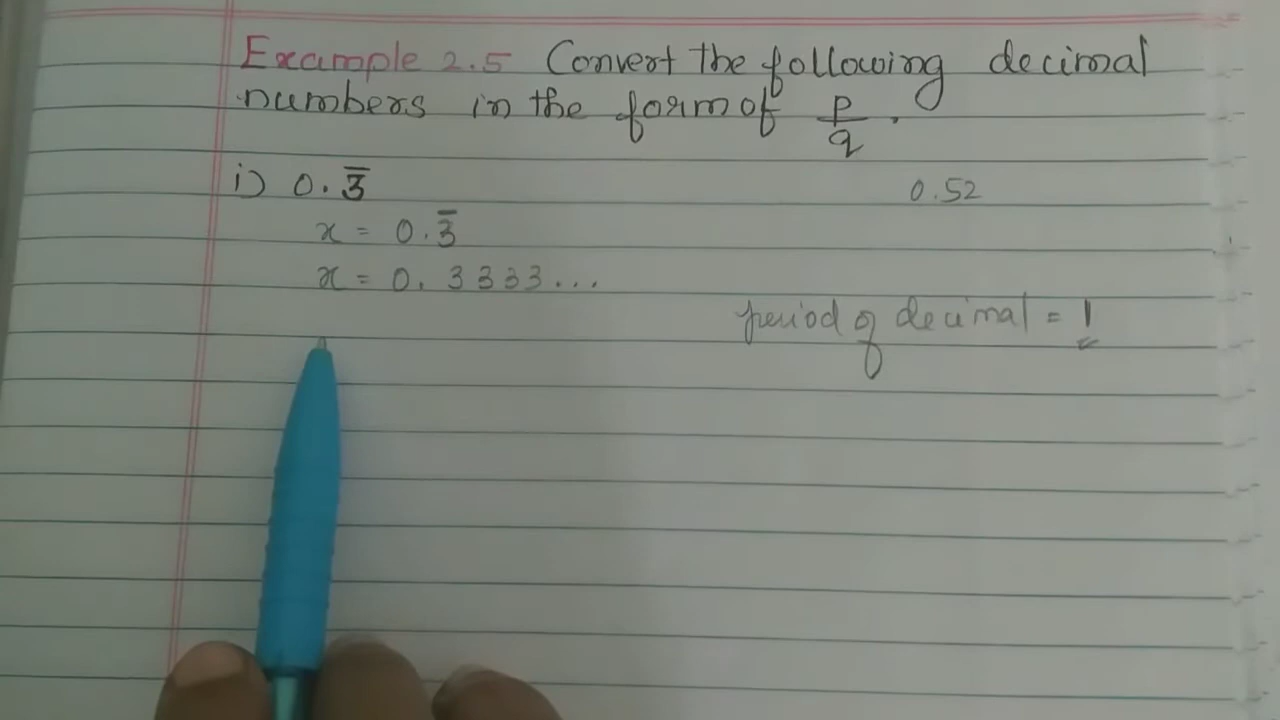 Example 2.5 Convert the following decimal
numbers in the form of p/q.
i) 0.3̅
0.52
x = 0.3̅
x = 0.3333...
period of decimal = 1